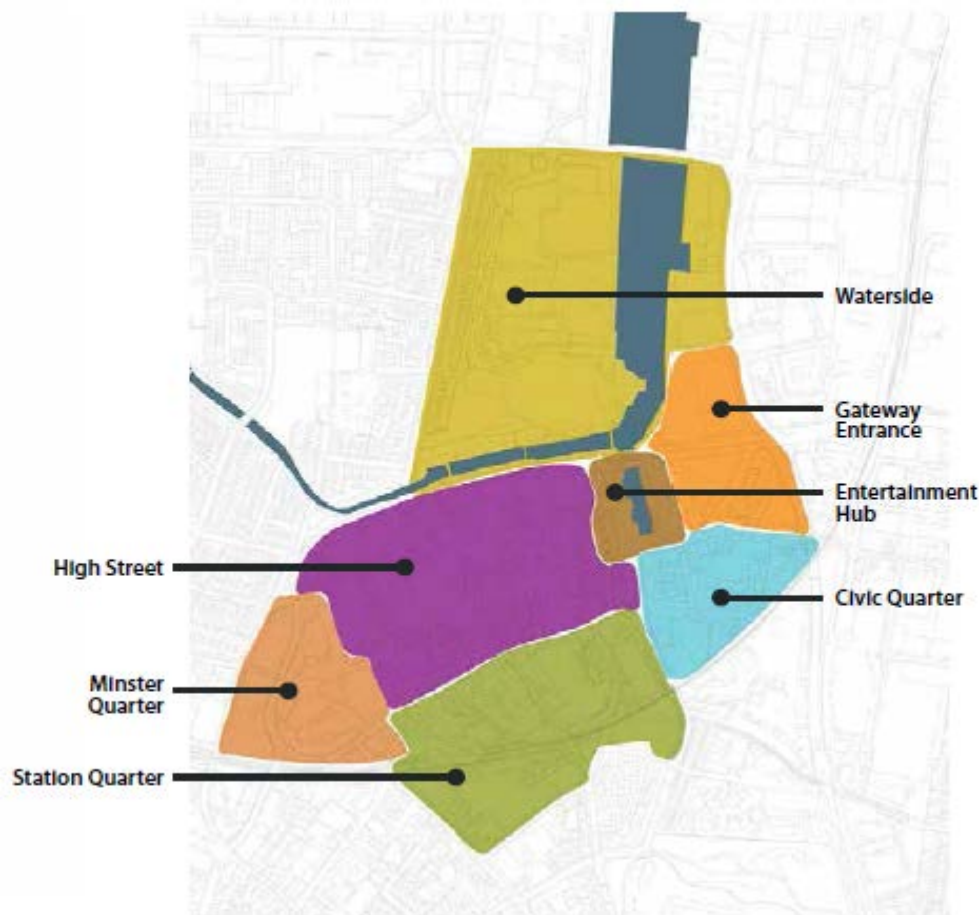 Waterside
Gateway
Entrance
Entertainment
Hub
High Street
Civic Quarter
Minster
Quarter
Station Quarter